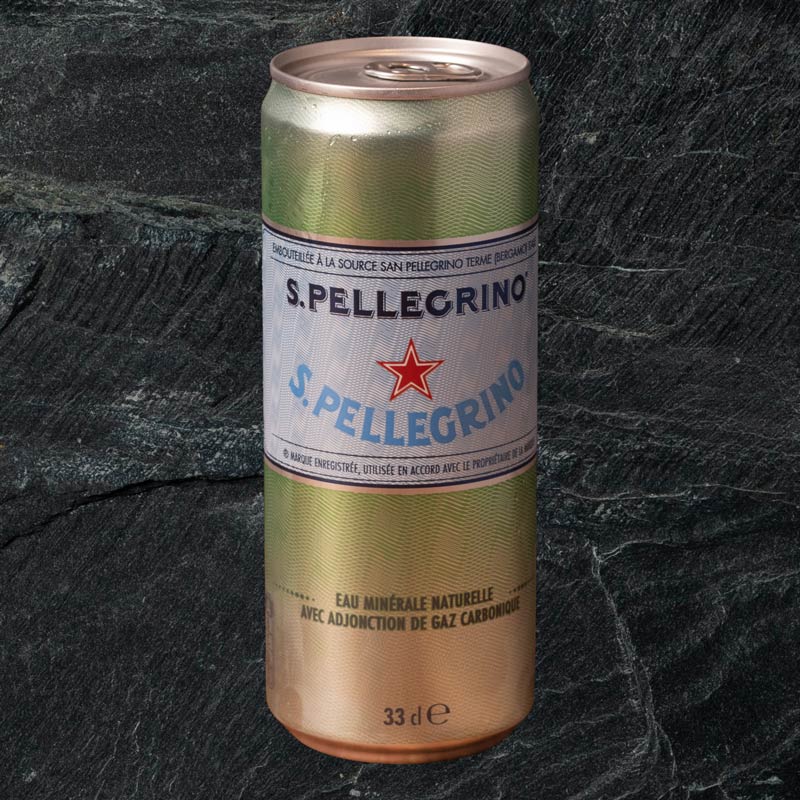 EMBOUTEILLÉE À LA SOURCE SAN PELLEGRINO TERME (BERGAMO)
S.PELLEGRINO
S.PELLEGRINO
® MARQUE ENREGISTRÉE, UTILISÉE EN ACCORD AVEC LE PROPRIÉTAIRE DE LA
EAU MINÉRALE NATURELLE
AVEC ADJONCTION DE GAZ CARBONIQUE
33 cl ℮